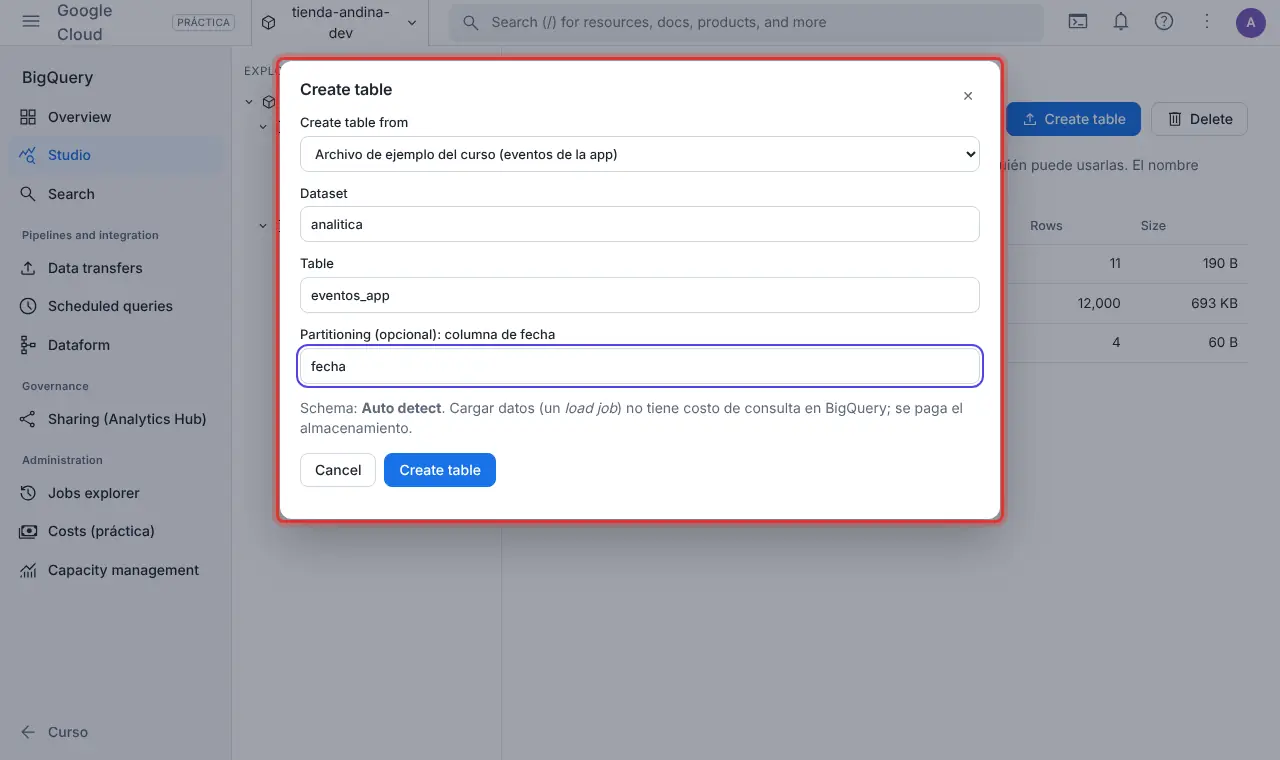 Google Cloud
PRÁCTICA
tienda-andina-dev
Search (/) for resources, docs, products, and more
A
BigQuery
Overview
Studio
Search
Pipelines and integration
Data transfers
Scheduled queries
Dataform
Governance
Sharing (Analytics Hub)
Administration
Jobs explorer
Costs (práctica)
Capacity management
Curso
Create table
Create table from
Archivo de ejemplo del curso (eventos de la app)
Dataset
analitica
Table
eventos_app
Partitioning (opcional): columna de fecha
fecha
Schema: Auto detect. Cargar datos (un load job) no tiene costo de consulta en BigQuery; se paga el
almacenamiento.
Cancel
Create table
Create table
Delete
puede usarlas. El nombre
Rows
Size
11
190 B
12,000
693 KB
4
60 B